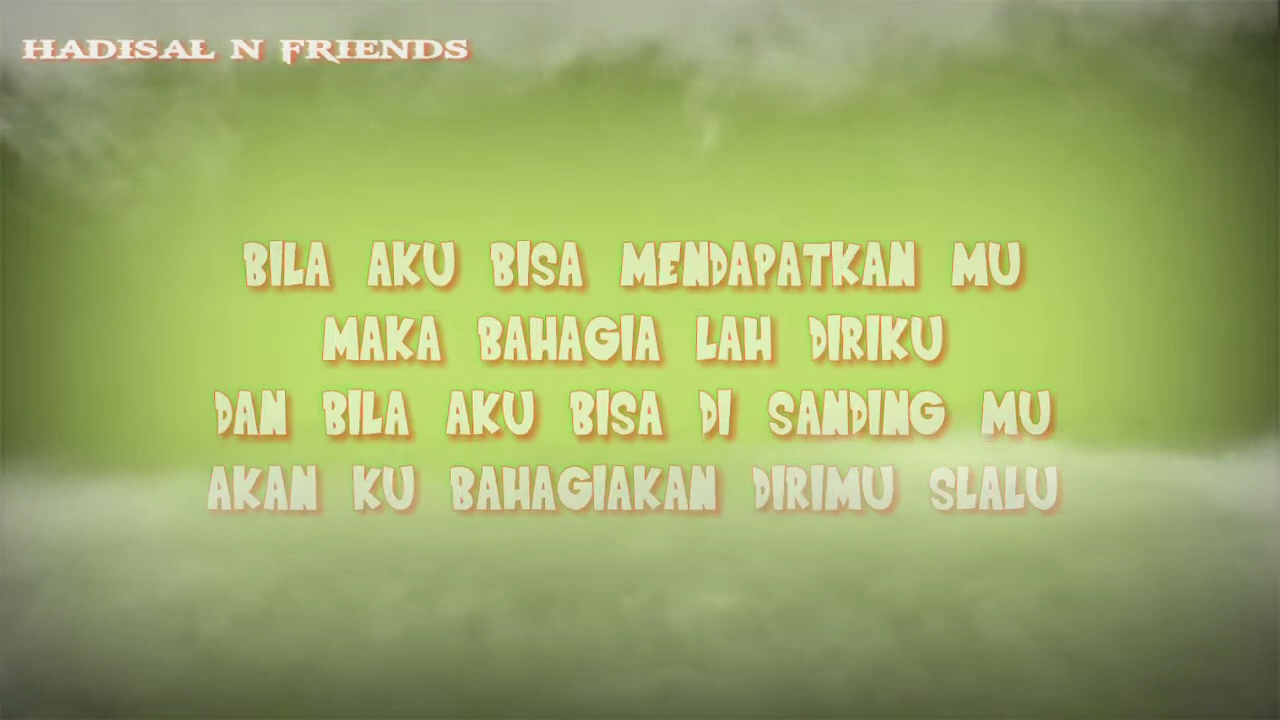 HADISAL N FRIENDS
BILA AKU BISA MENDAPATKAN MU
MAKA BAHAGIA LAH DIRIKU
DAN BILA AKU BISA DI SANDING MU
AKAN KU BAHAGIAKAN DIRIMU SLALU